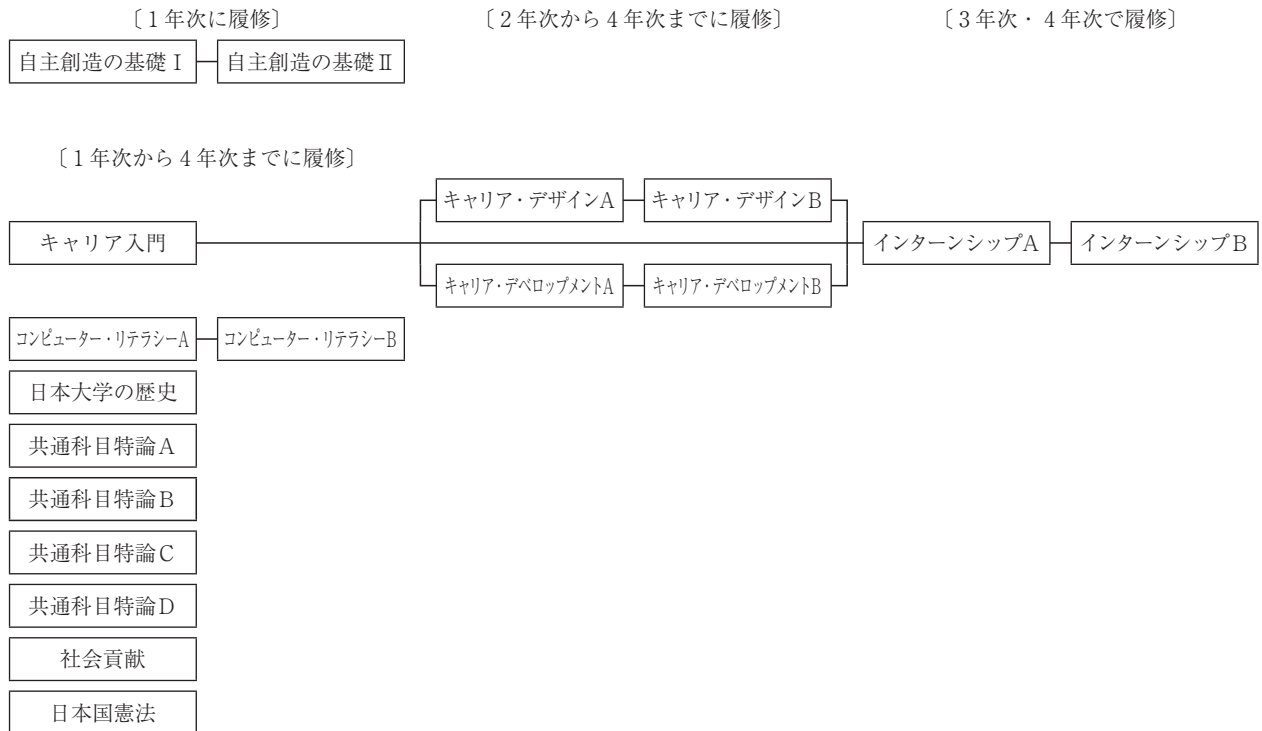 〔1年次に履修〕 〔2年次から4年次までに履修〕 〔3年次・4年次で履修〕
自主創造の基礎Ⅰ 自主創造の基礎Ⅱ
〔1年次から4年次までに履修〕
キャリア・デザインA キャリア・デザインB
キャリア入門 インターンシップA インターンシップB
キャリア・デベロップメントA キャリア・デベロップメントB
コンピューター・リテラシーA コンピューター・リテラシーB
日本大学の歴史
共通科目特論A
共通科目特論B
共通科目特論C
共通科目特論D
社会貢献
日本国憲法